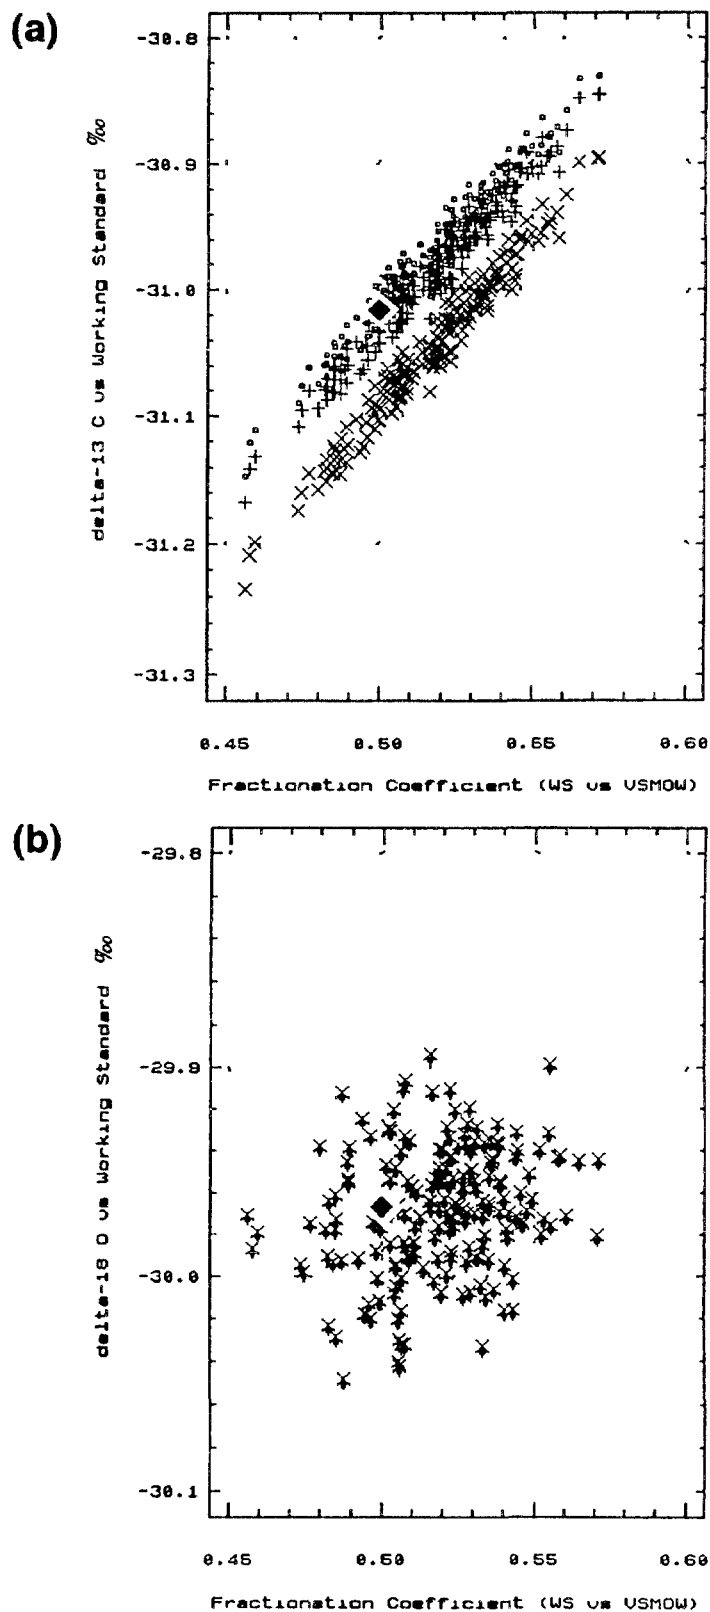 (a)
-30.8
-30.9
-31.0
-31.1
-31.2
-31.3
delta-13 C vs Working Standard ‰
0.45 0.50 0.55 0.60
Fractionation Coefficient (WS vs VSMOW)
(b)
-29.8
-29.9
-30.0
-30.1
delta-18 O vs Working Standard ‰
0.45 0.50 0.55 0.60
Fractionation Coefficient (WS vs VSMOW)